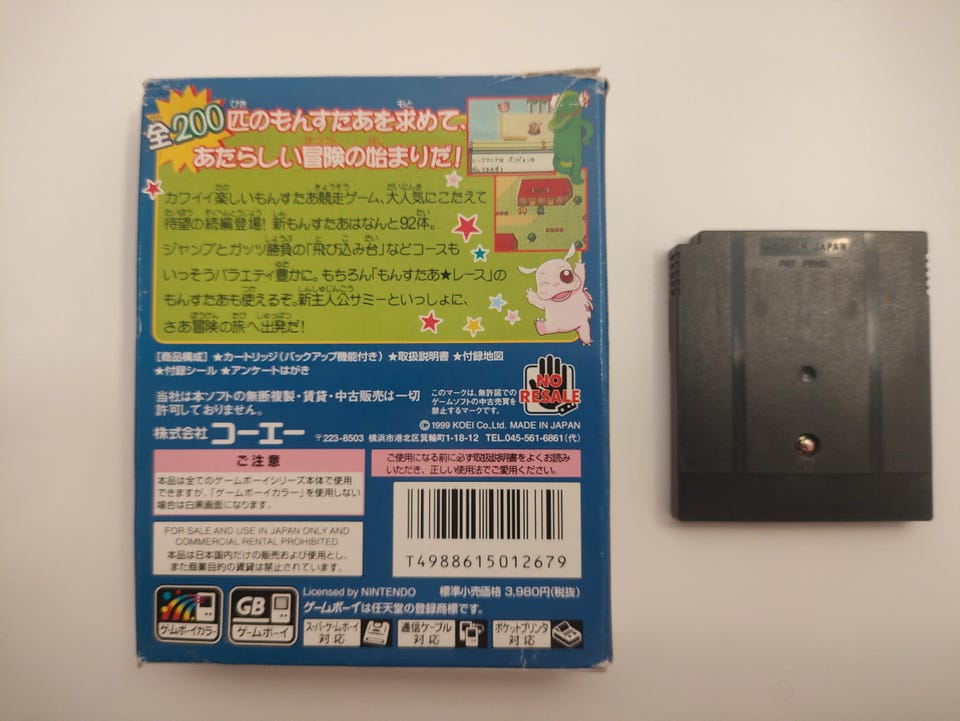 全200匹のもんすたあを求めて、
あたらしい冒険の始まりだ!
カワイイ楽しいもんすたあ競走ゲーム、大人気にこたえて
待望の続編登場! 新もんすたあはなんと92体。
ジャンプとガッツ勝負の「飛び込み台」などコースも
いっそうバラエティ豊かに。もちろん「もんすたあ★レース」の
もんすたあも使えるぞ。新主人公サミーといっしょに、
さあ冒険の旅へ出発だ!
[商品構成] ★カートリッジ(バックアップ機能付き) ★取扱説明書 ★付録地図
★付録シール ★アンケートはがき
当社は本ソフトの無断複製・賃貸・中古販売は一切
許可しておりません。
このマークは、無許諾での
ゲームソフトの中古売買を
禁止するマークです。
NO
RESALE
©1999 KOEI Co.,Ltd. MADE IN JAPAN
株式会社 コーエー 〒223-8503 横浜市港北区箕輪町1-18-12 TEL.045-561-6861(代)
ご注意
本品は全てのゲームボーイシリーズ本体で使用
できますが、「ゲームボーイカラー」を使用しない
場合は白黒画面になります。
ご使用になる前に必ず取扱説明書をよくお読み
いただき、正しい使用法でご愛用ください。
FOR SALE AND USE IN JAPAN ONLY AND
COMMERCIAL RENTAL PROHIBITED.
本品は日本国内だけの販売および使用とし、
また商業目的の賃貸は禁止されています。
T4988615012679
Licensed by NINTENDO 標準小売価格 3,980円(税抜)
ゲームボーイは任天堂の登録商標です。
ゲームボーイカラー
GB
ゲームボーイ
スーパーゲームボーイ
対応
通信ケーブル
対応
ポケットプリンタ
対応
MADE IN JAPAN
PAT. PEND.